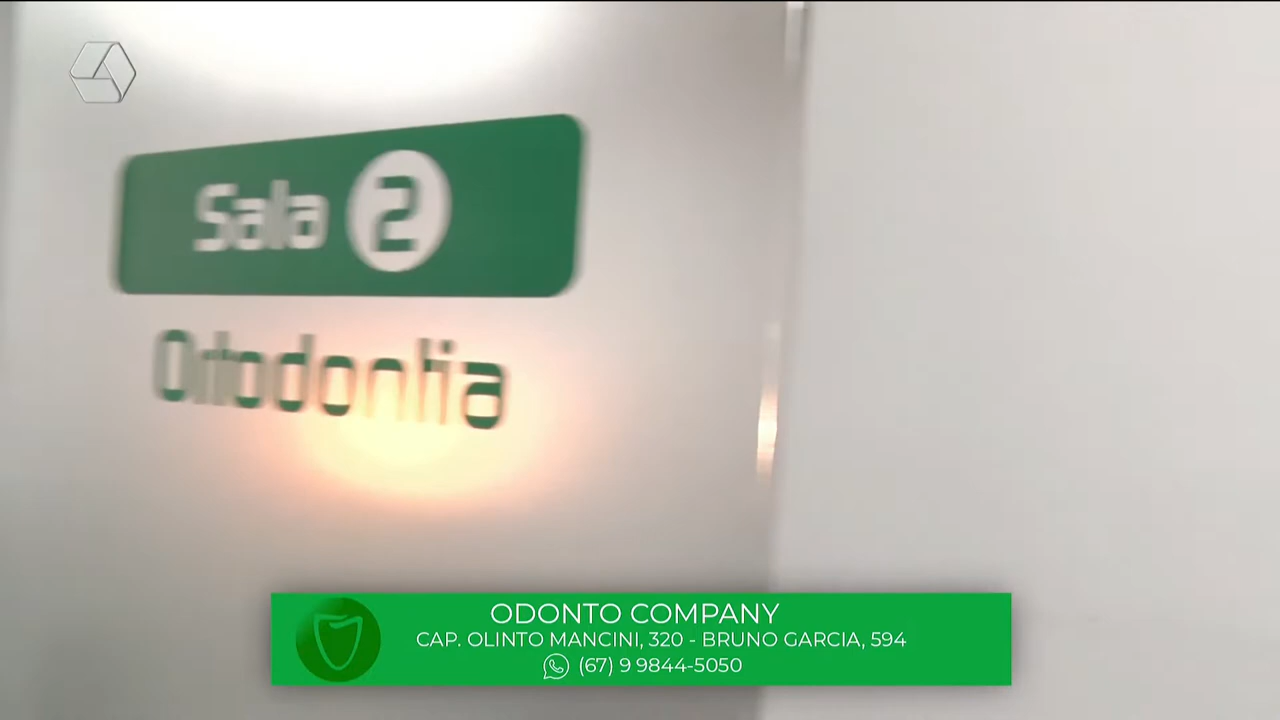 Sala 2
Ortodontia
ODONTO COMPANY
CAP. OLINTO MANCINI, 320 - BRUNO GARCIA, 594
(67) 9 9844-5050